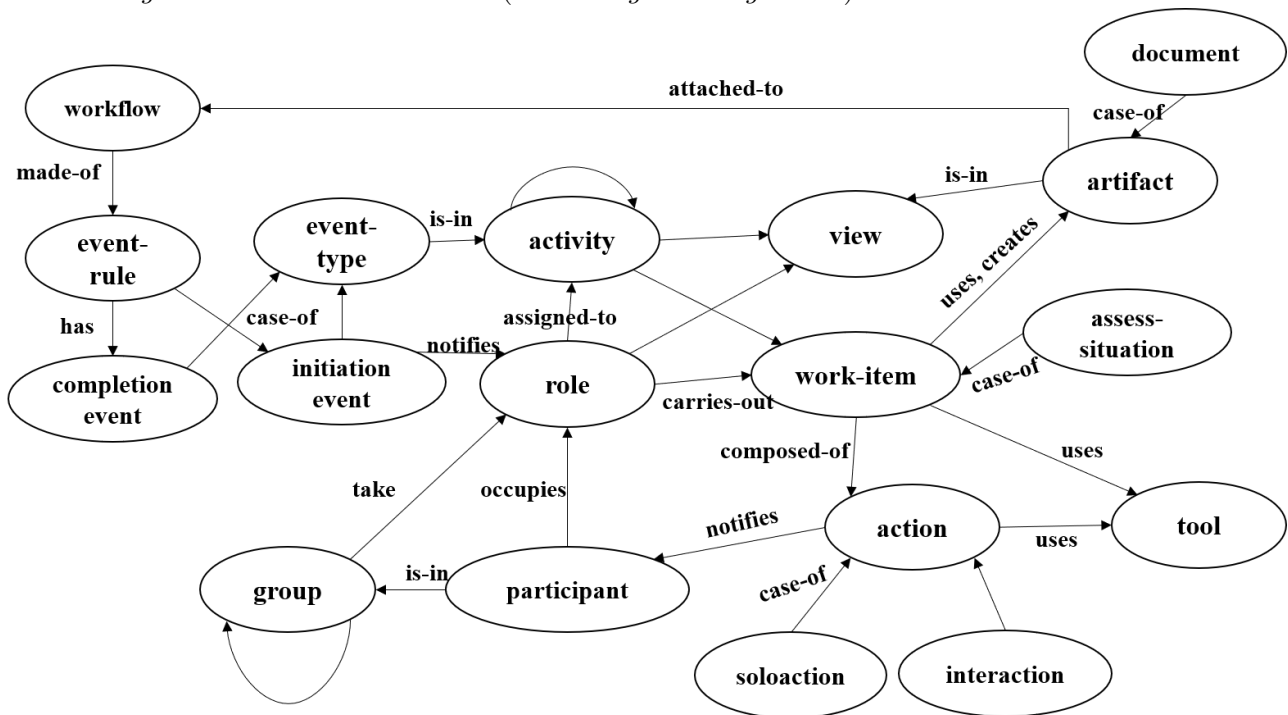 document
attached-to
workflow
case-of
made-of
is-in
artifact
event-
type
is-in
activity
view
event-
rule
uses, creates
has
case-of
assigned-to
assess-
situation
notifies
initiation
event
role
work-item
case-of
completion
event
carries-out
composed-of
uses
take
occupies
notifies
action
tool
uses
group
is-in
participant
case-of
soloaction
interaction